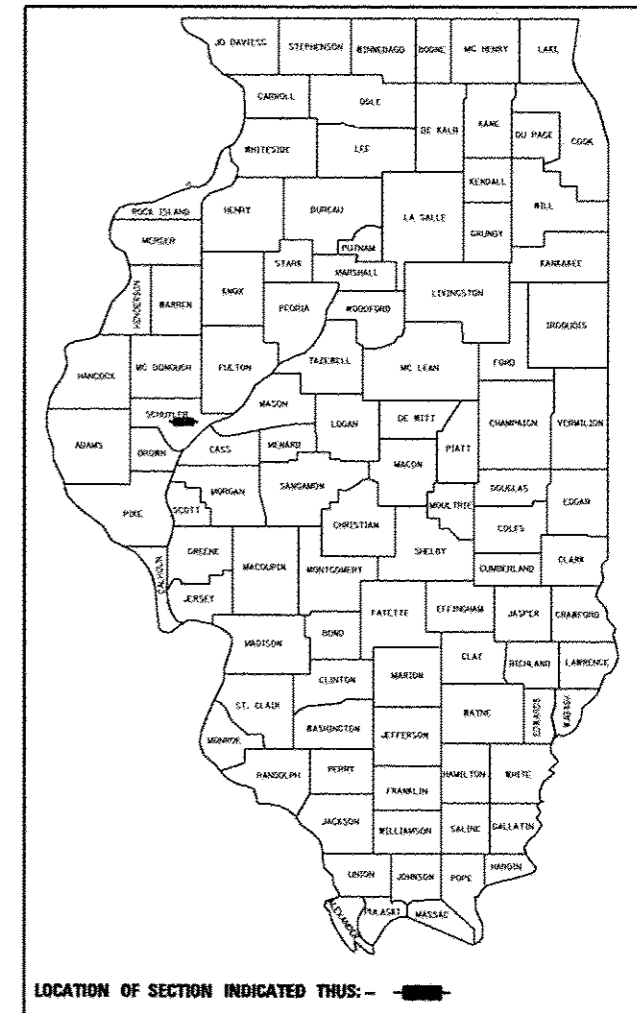 JO DAVIESS STEPHENSON WINNEBAGO BOONE MC HENRY LAKE
CARROLL OGLE DE KALB KANE DU PAGE COOK
WHITESIDE LEE KENDALL WILL
ROCK ISLAND HENRY BUREAU LA SALLE GRUNDY
MERCER PUTNAM KANKAKEE
STARK MARSHALL
HENDERSON WARREN KNOX PEORIA WOODFORD LIVINGSTON IROQUOIS
HANCOCK MC DONOUGH FULTON TAZEWELL MC LEAN FORD
SCHUYLER MASON LOGAN DE WITT CHAMPAIGN VERMILION
ADAMS BROWN CASS MENARD MACON PIATT
MORGAN SANGAMON DOUGLAS EDGAR
PIKE SCOTT CHRISTIAN MOULTRIE COLES
GREENE MACOUPIN MONTGOMERY SHELBY CUMBERLAND CLARK
CALHOUN JERSEY FAYETTE EFFINGHAM JASPER CRAWFORD
MADISON BOND CLAY RICHLAND LAWRENCE
CLINTON MARION
ST. CLAIR WASHINGTON JEFFERSON WAYNE EDWARDS WABASH
MONROE
RANDOLPH PERRY FRANKLIN HAMILTON WHITE
JACKSON WILLIAMSON SALINE GALLATIN
UNION JOHNSON POPE HARDIN
ALEXANDER PULASKI MASSAC
LOCATION OF SECTION INDICATED THUS: -